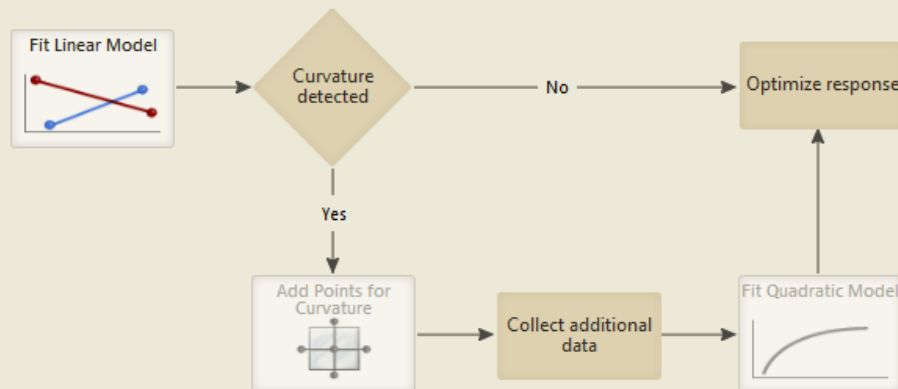 Fit Linear Model
Curvature
detected
No
Optimize response
Yes
Add Points for
Curvature
Collect additional
data
Fit Quadratic Model